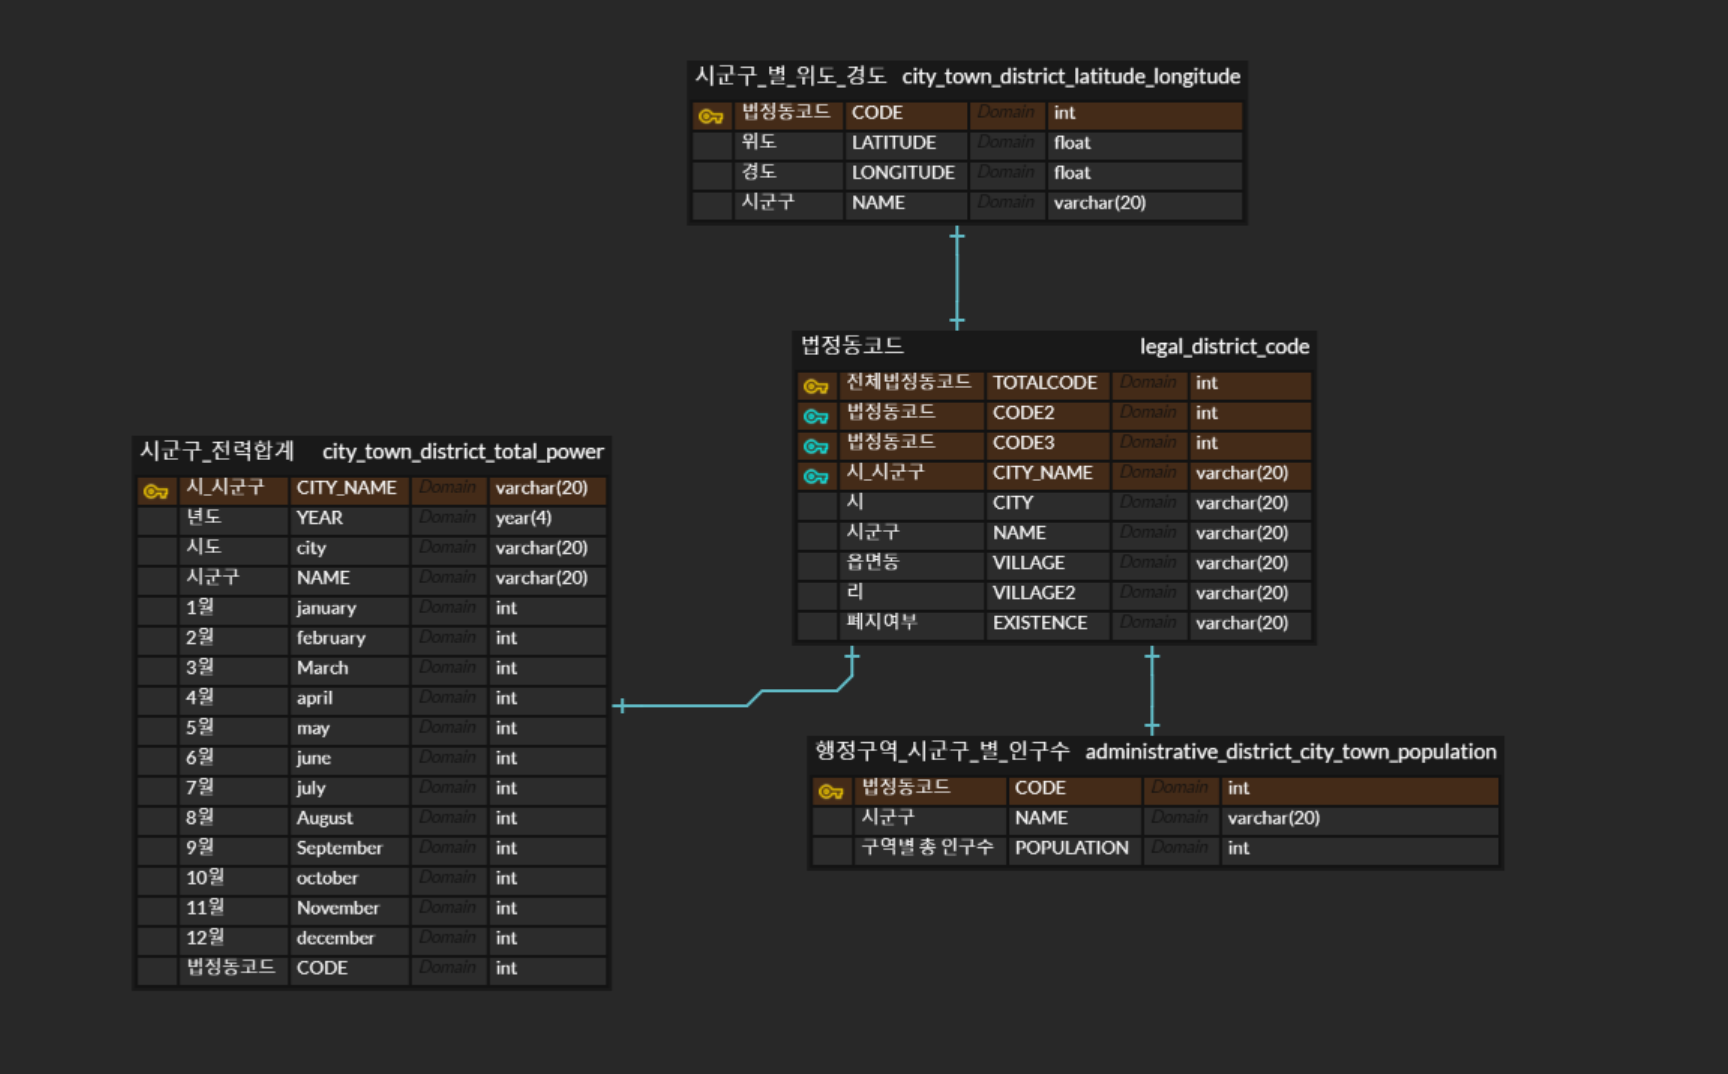 시군구_별_위도_경도 city_town_district_latitude_longitude
법정동코드 CODE Domain int
위도 LATITUDE Domain float
경도 LONGITUDE Domain float
시군구 NAME Domain varchar(20)
법정동코드 legal_district_code
전체법정동코드 TOTALCODE Domain int
법정동코드 CODE2 Domain int
법정동코드 CODE3 Domain int
시_시군구 CITY_NAME Domain varchar(20)
시 CITY Domain varchar(20)
시군구 NAME Domain varchar(20)
읍면동 VILLAGE Domain varchar(20)
리 VILLAGE2 Domain varchar(20)
폐지여부 EXISTENCE Domain varchar(20)
시군구_전력합계 city_town_district_total_power
시_시군구 CITY_NAME Domain varchar(20)
년도 YEAR Domain year(4)
시도 city Domain varchar(20)
시군구 NAME Domain varchar(20)
1월 january Domain int
2월 february Domain int
3월 March Domain int
4월 april Domain int
5월 may Domain int
6월 june Domain int
7월 july Domain int
8월 August Domain int
9월 September Domain int
10월 october Domain int
11월 November Domain int
12월 december Domain int
법정동코드 CODE Domain int
행정구역_시군구_별_인구수 administrative_district_city_town_population
법정동코드 CODE Domain int
시군구 NAME Domain varchar(20)
구역별 총 인구수 POPULATION Domain int